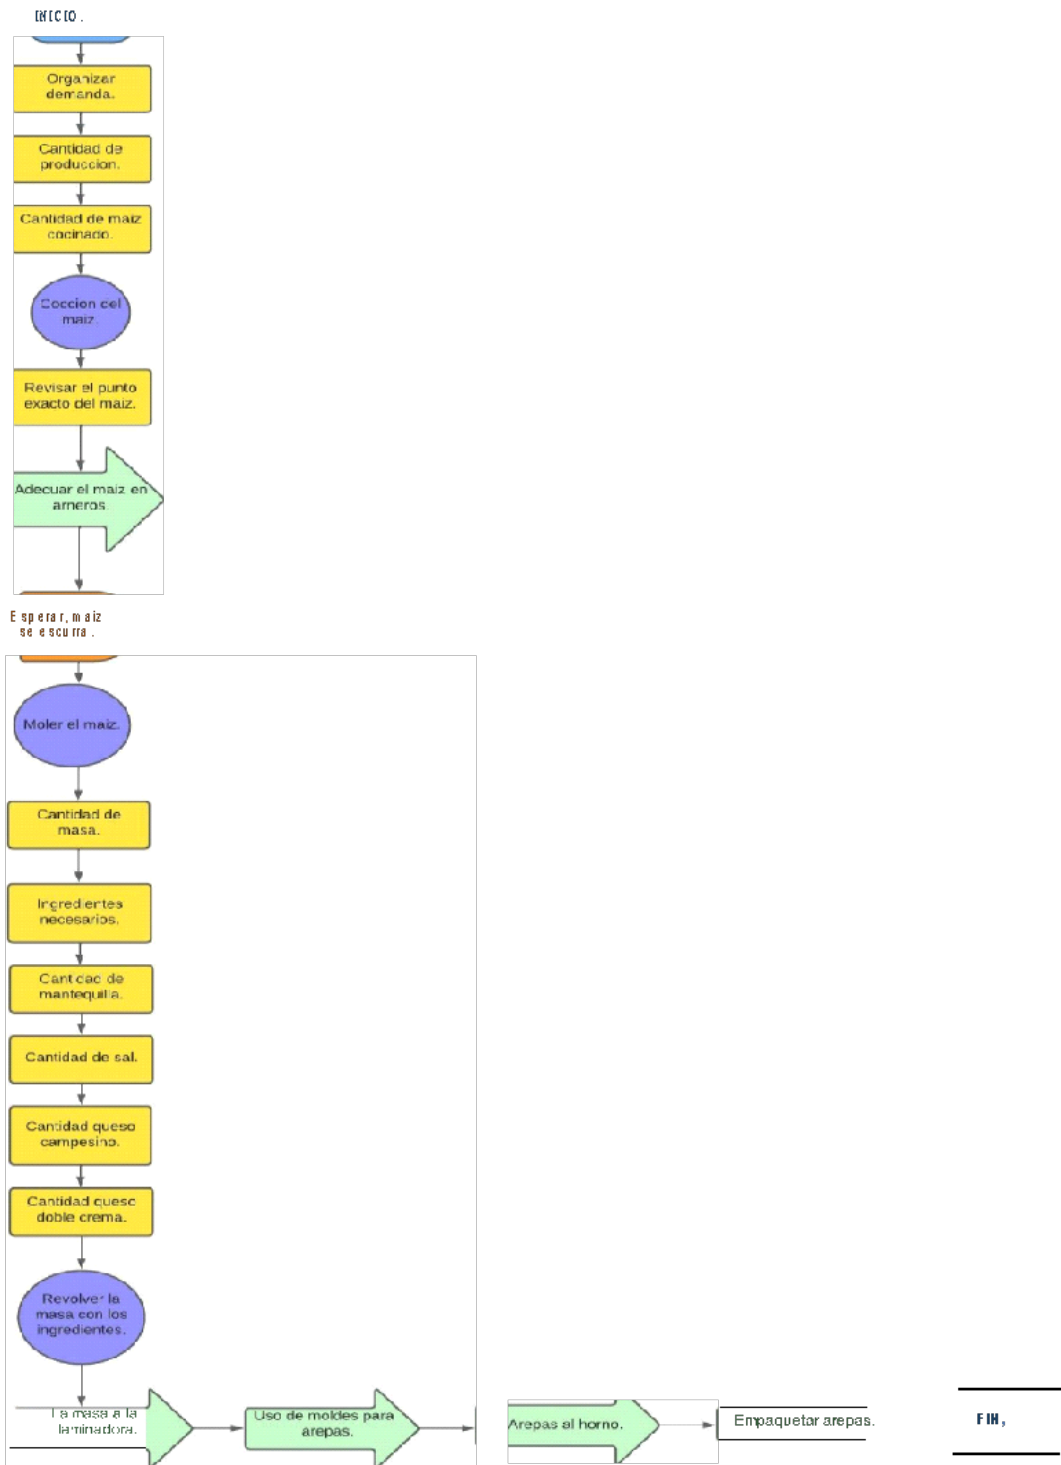 INICIO.
Organizar
demanda.
Cantidad de
produccion.
Cantidad de maiz
cocinado.
Coccion del
maiz.
Revisar el punto
exacto del maiz.
Adecuar el maiz en
arneros.
Esperar, maiz
se escurra.
Moler el maiz.
Cantidad de
masa.
Ingredientes
necesarios.
Cantidad de
mantequilla.
Cantidad de sal.
Cantidad queso
campesino.
Cantidad queso
doble crema.
Revolver la
masa con los
ingredientes.
La masa a la
laminadora.
Uso de moldes para
arepas.
Arepas al horno.
Empaquetar arepas.
FIN,